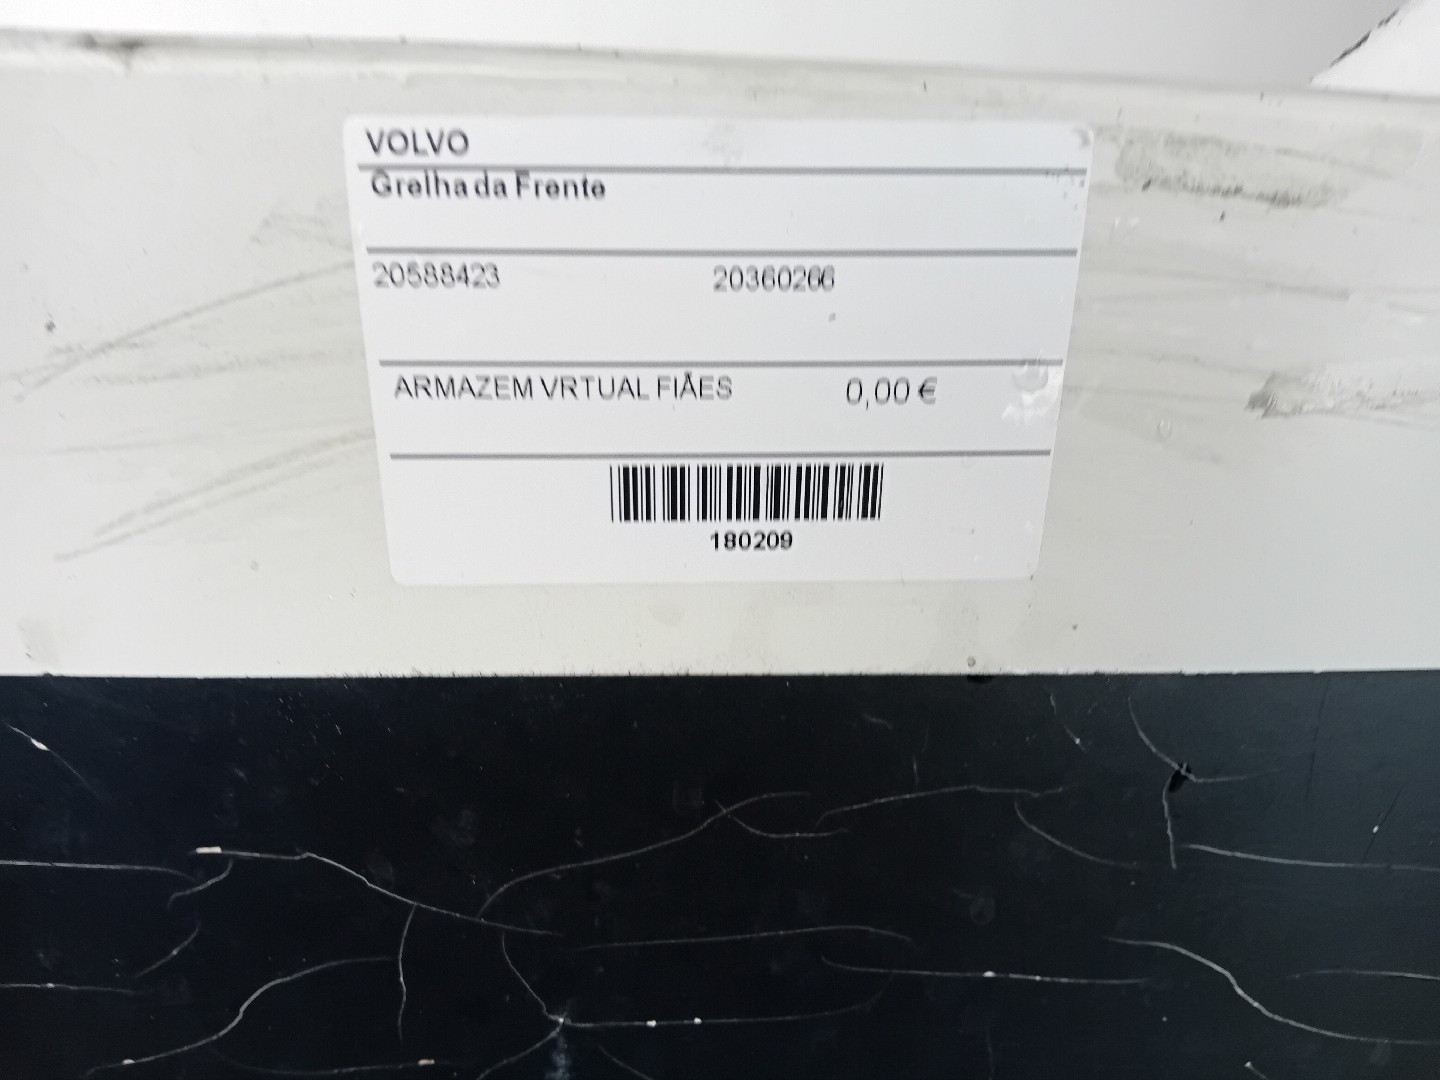 VOLVO
Grelha da Frente
20588423 20360266
ARMAZEM VRTUAL FIÃES 0,00 €
180209